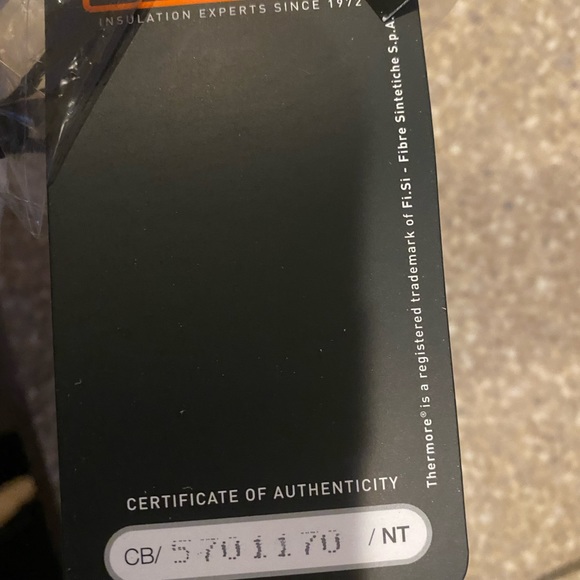 INSULATION EXPERTS SINCE 1972
Thermore® is a registered trademark of Fi.Si - Fibre Sintetiche S.p.A.
CERTIFICATE OF AUTHENTICITY
CB/ 5701170 / NT